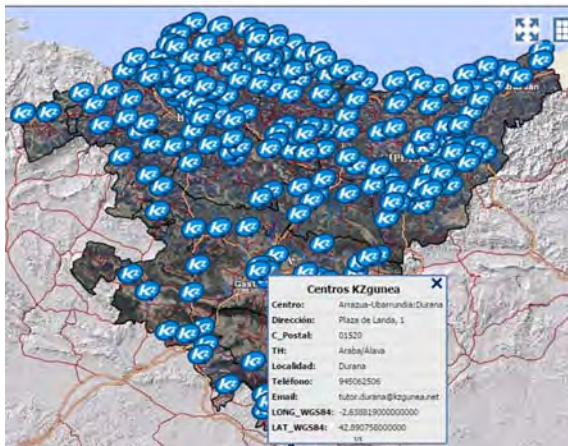 Centros KZgunea
Centro: Arrazua-Ubarrundia:Durana
Dirección: Plaza de Landa, 1
C_Postal: 01520
TH: Araba/Álava
Localidad: Durana
Teléfono: 945062506
Email: tutor.durana@kzgunea.net
LONG_WGS84: -2.638819000000000
LAT_WGS84: -42.890758000000000
1/1